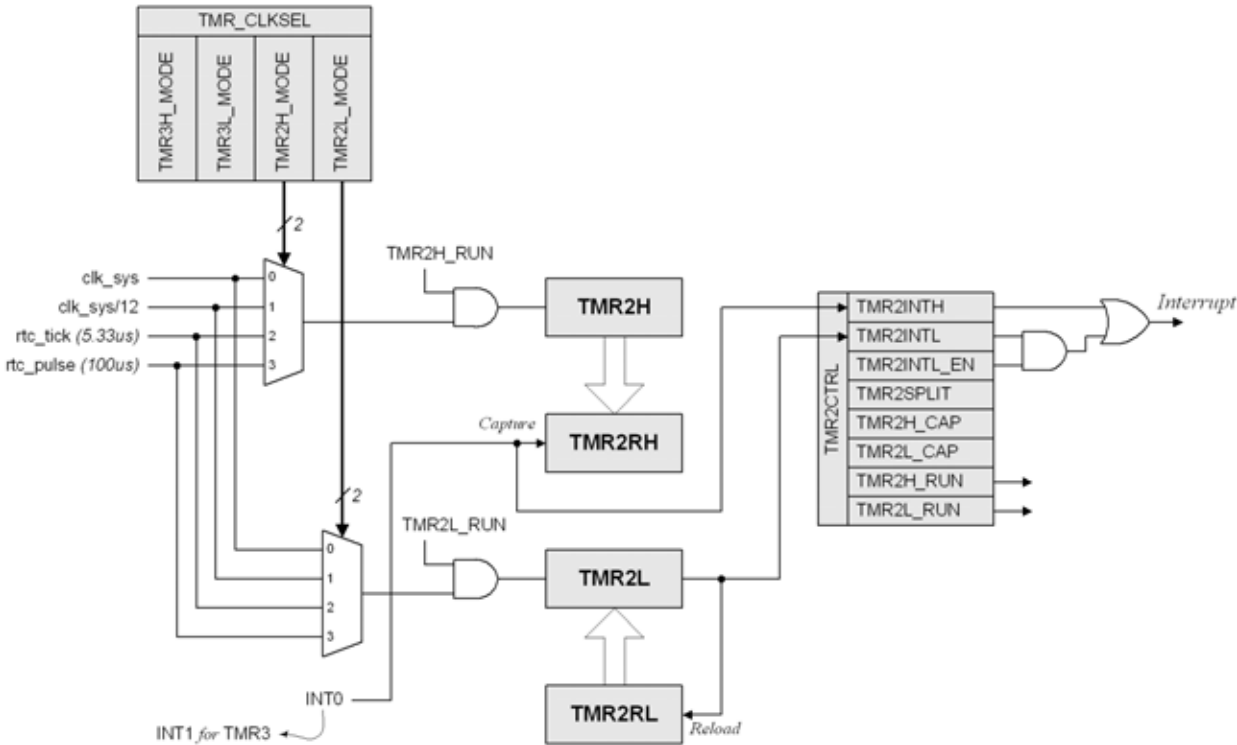 TMR_CLKSEL
TMR3H_MODE
TMR3L_MODE
TMR2H_MODE
TMR2L_MODE
2
TMR2H_RUN
clk_sys
0
clk_sys/12
1
rtc_tick (5.33us)
2
rtc_pulse (100us)
3
TMR2H
Capture
TMR2RH
2
TMR2L_RUN
0
1
2
3
TMR2L
INT0
INT1 for TMR3
TMR2RL
Reload
TMR2CTRL
TMR2INTH
TMR2INTL
TMR2INTL_EN
TMR2SPLIT
TMR2H_CAP
TMR2L_CAP
TMR2H_RUN
TMR2L_RUN
Interrupt